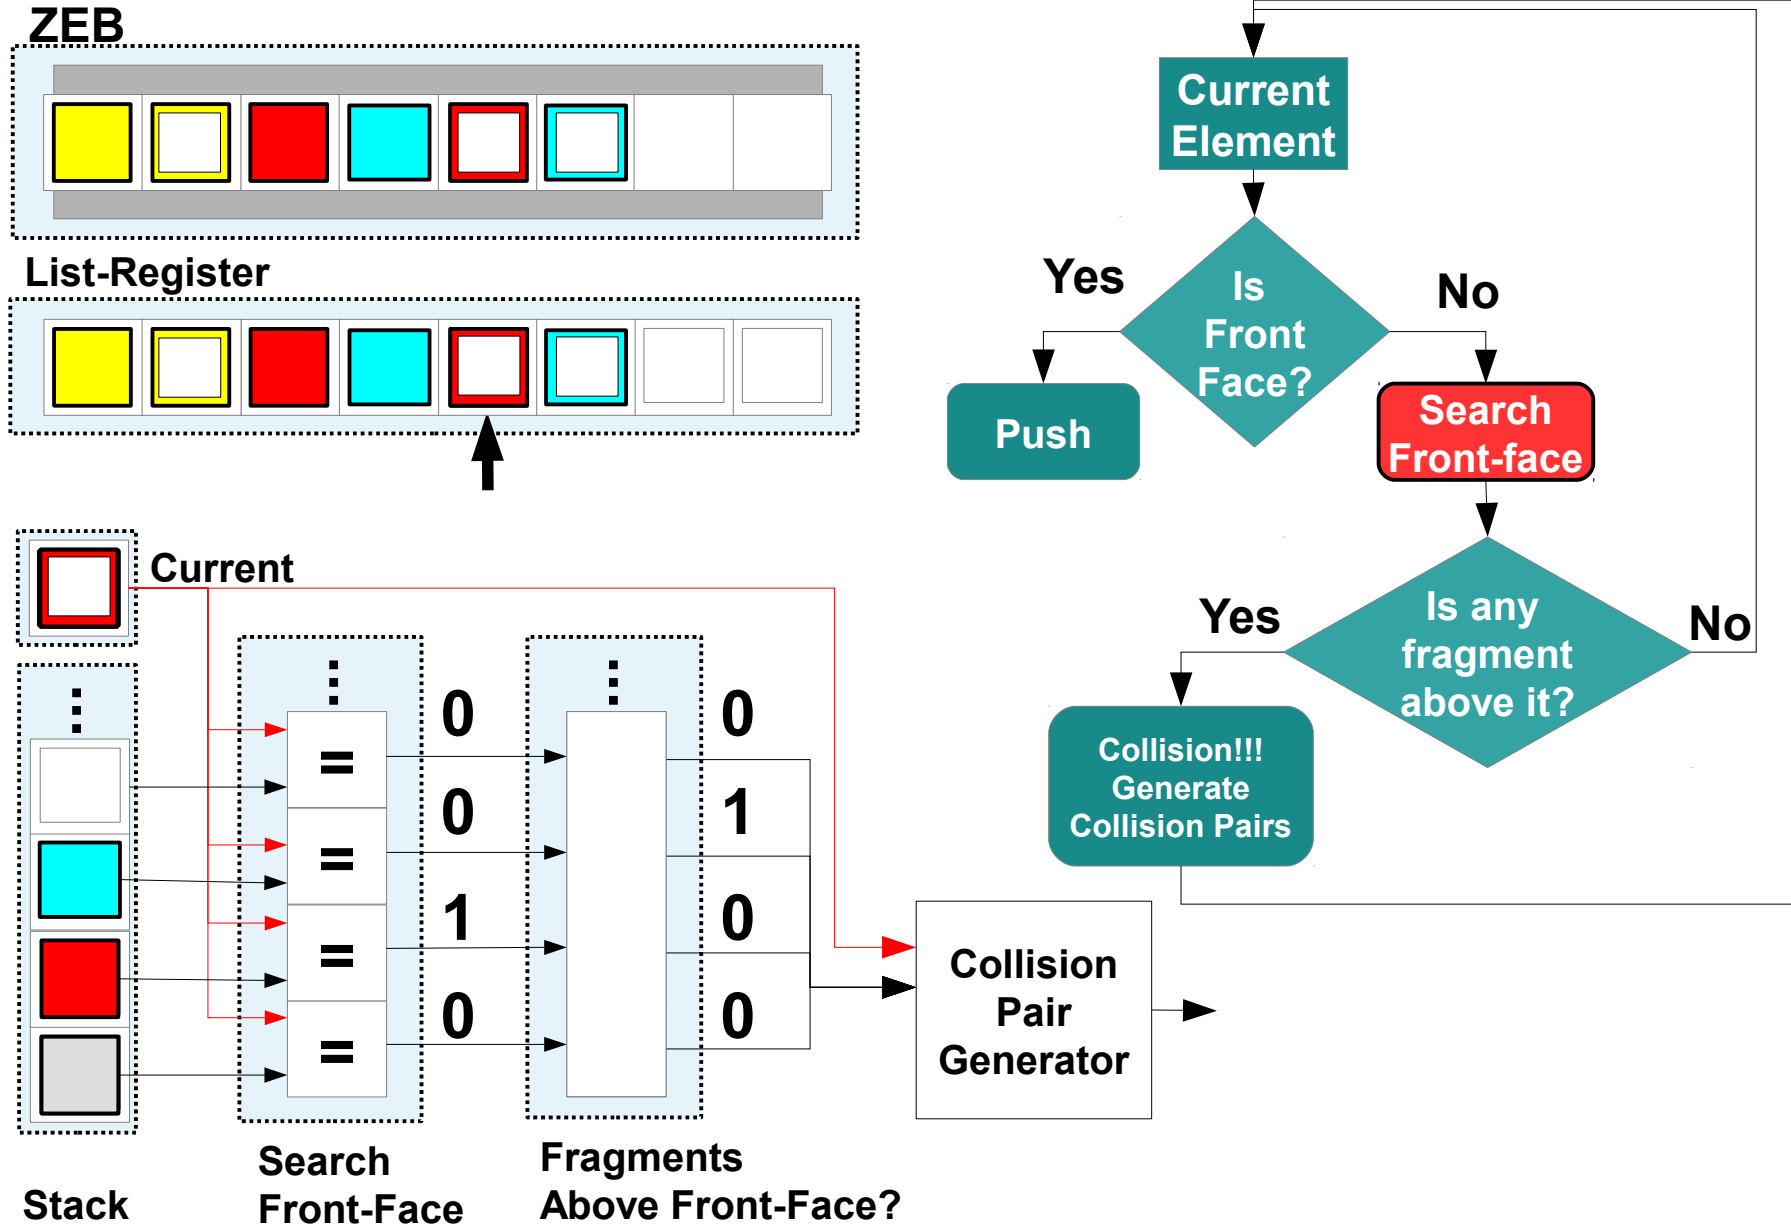 ZEB
List-Register
Current
0
0
1
0
0
1
0
0
=
=
=
=
Stack
Search
Front-Face
Fragments
Above Front-Face?
Collision
Pair
Generator
Current
Element
Is
Front
Face?
Yes
No
Push
Search
Front-face
Is any
fragment
above it?
Yes
No
Collision!!!
Generate
Collision Pairs